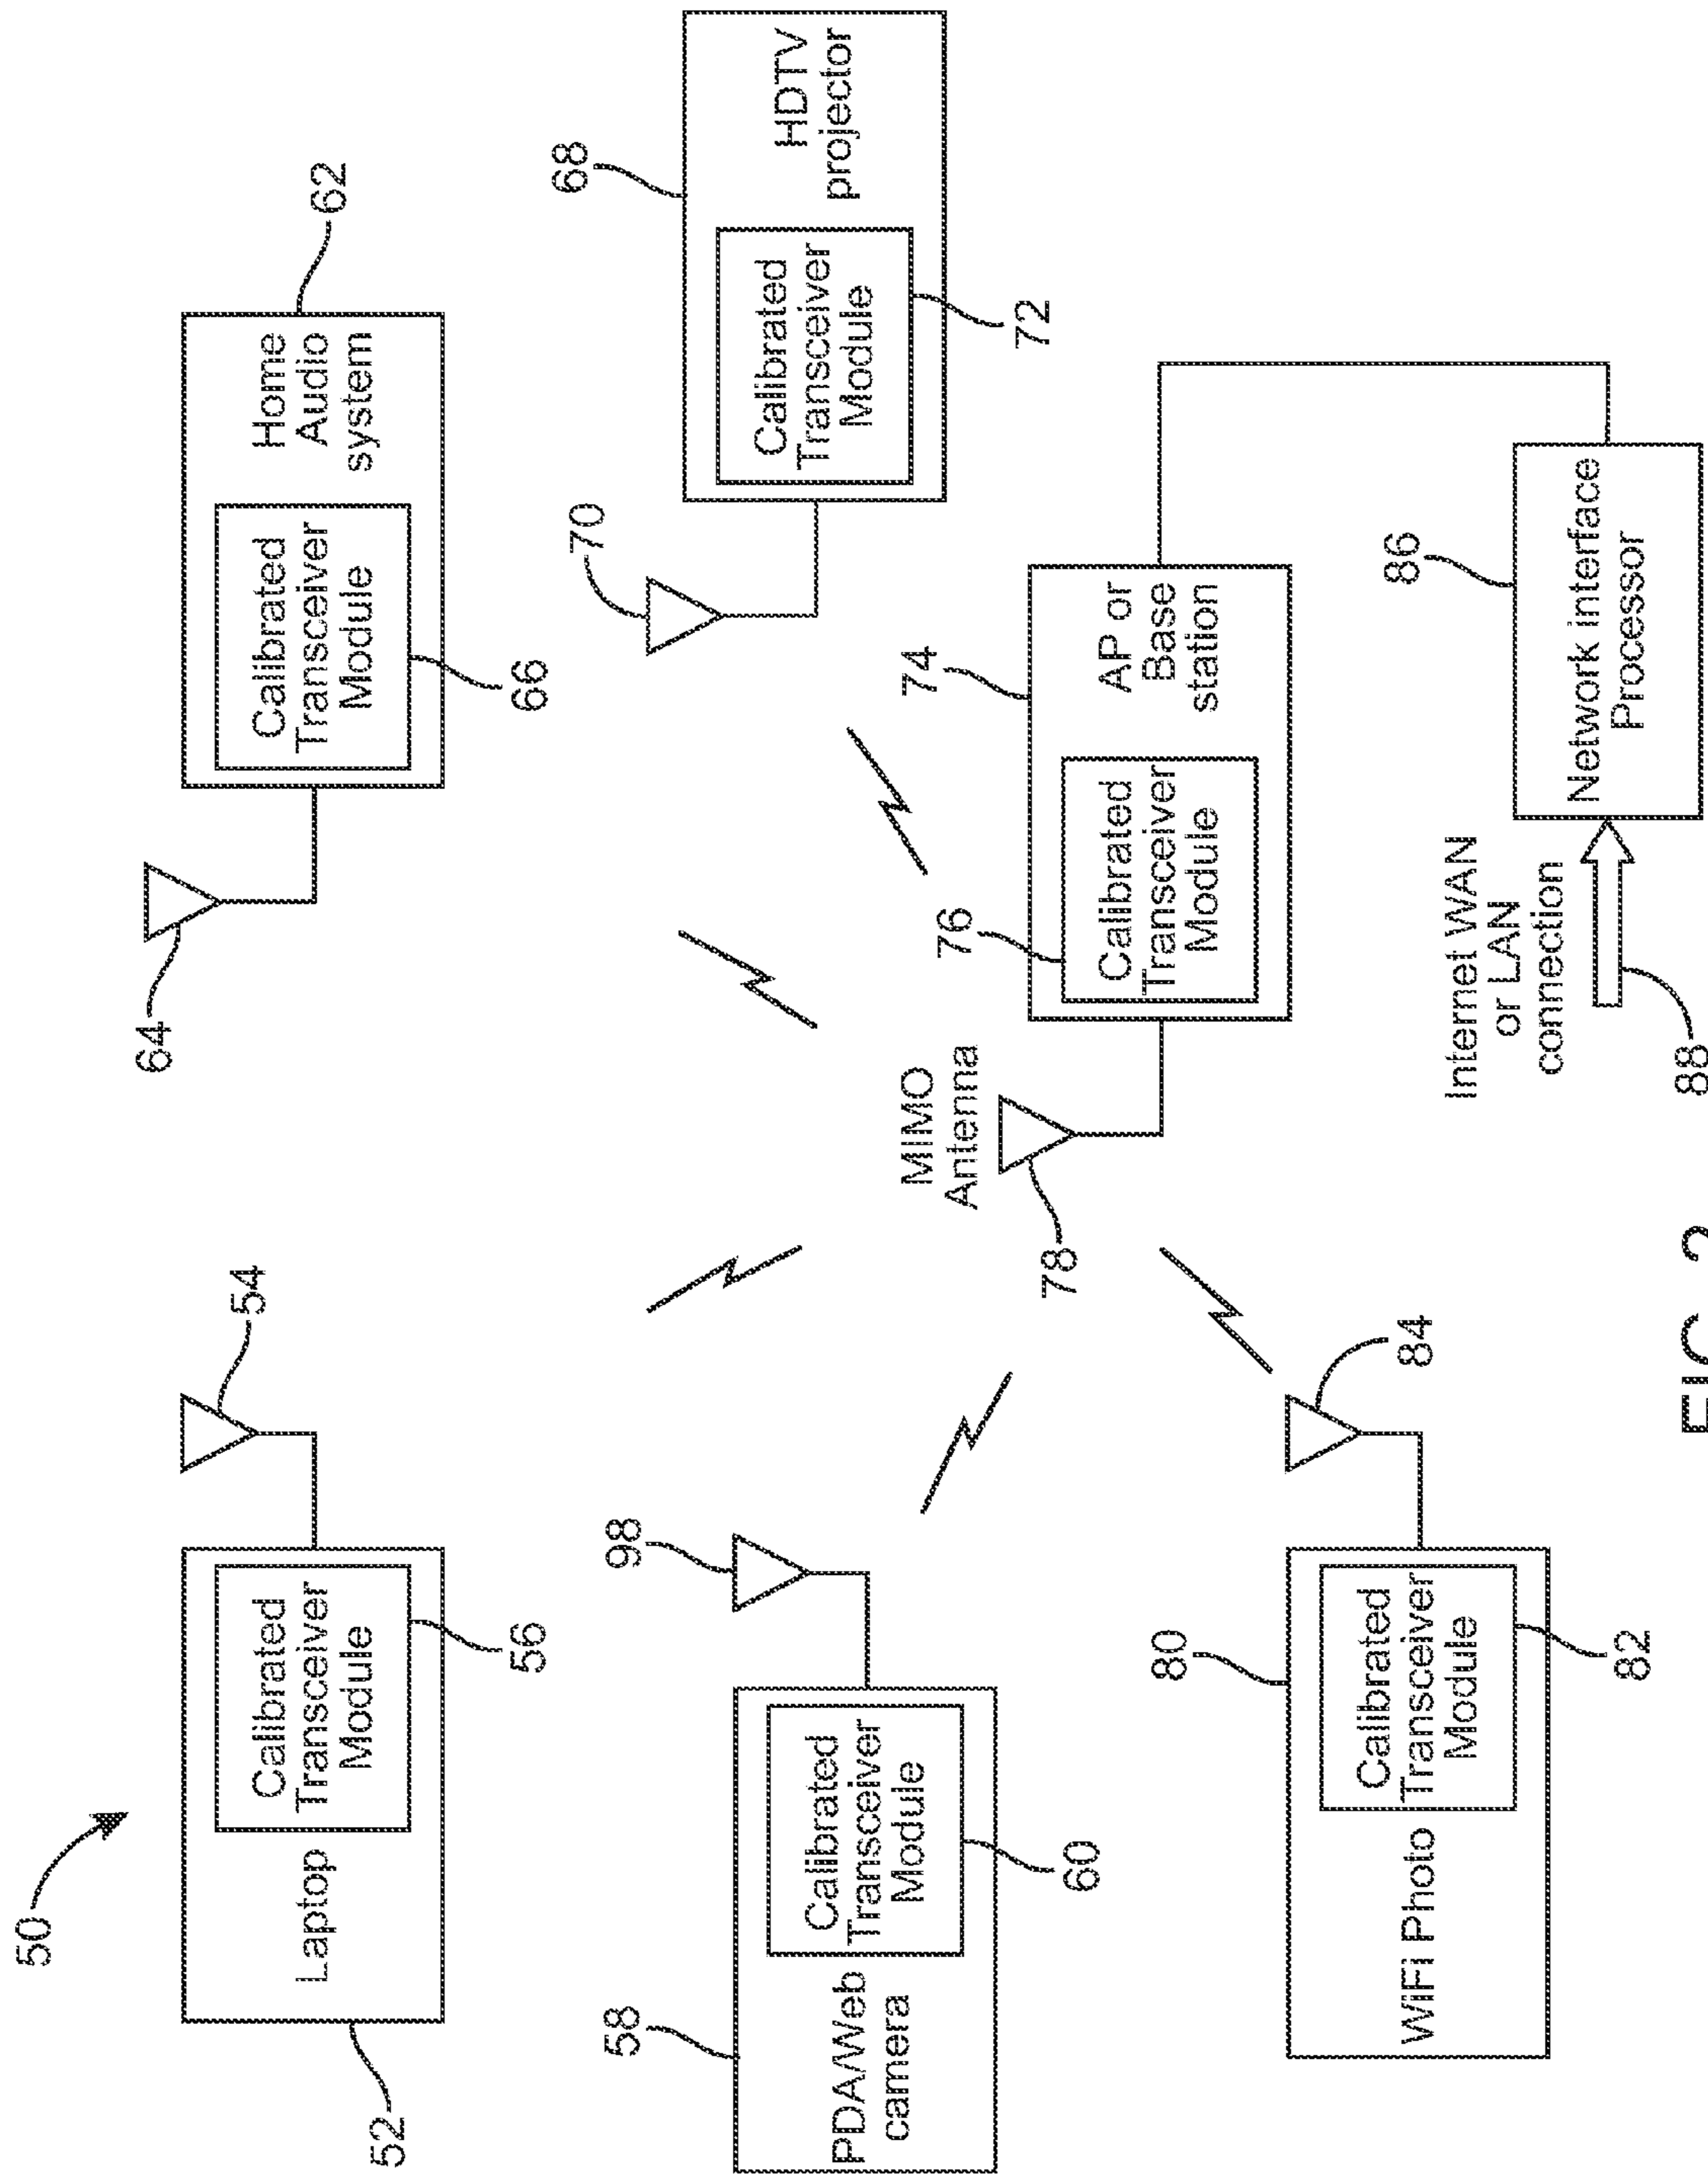 50
52
Laptop
Calibrated
Transceiver
Module
56
54
64
Calibrated
Transceiver
Module
66
Home
Audio
system
62
58
PDA/Web
camera
Calibrated
Transceiver
Module
60
98
70
68
Calibrated
Transceiver
Module
72
HDTV
projector
MIMO
Antenna
78
76
74
Calibrated
Transceiver
Module
AP or
Base
station
80
WiFi Photo
Calibrated
Transceiver
Module
82
84
Internet WAN
or LAN
connection
88
86
Network interface
Processor